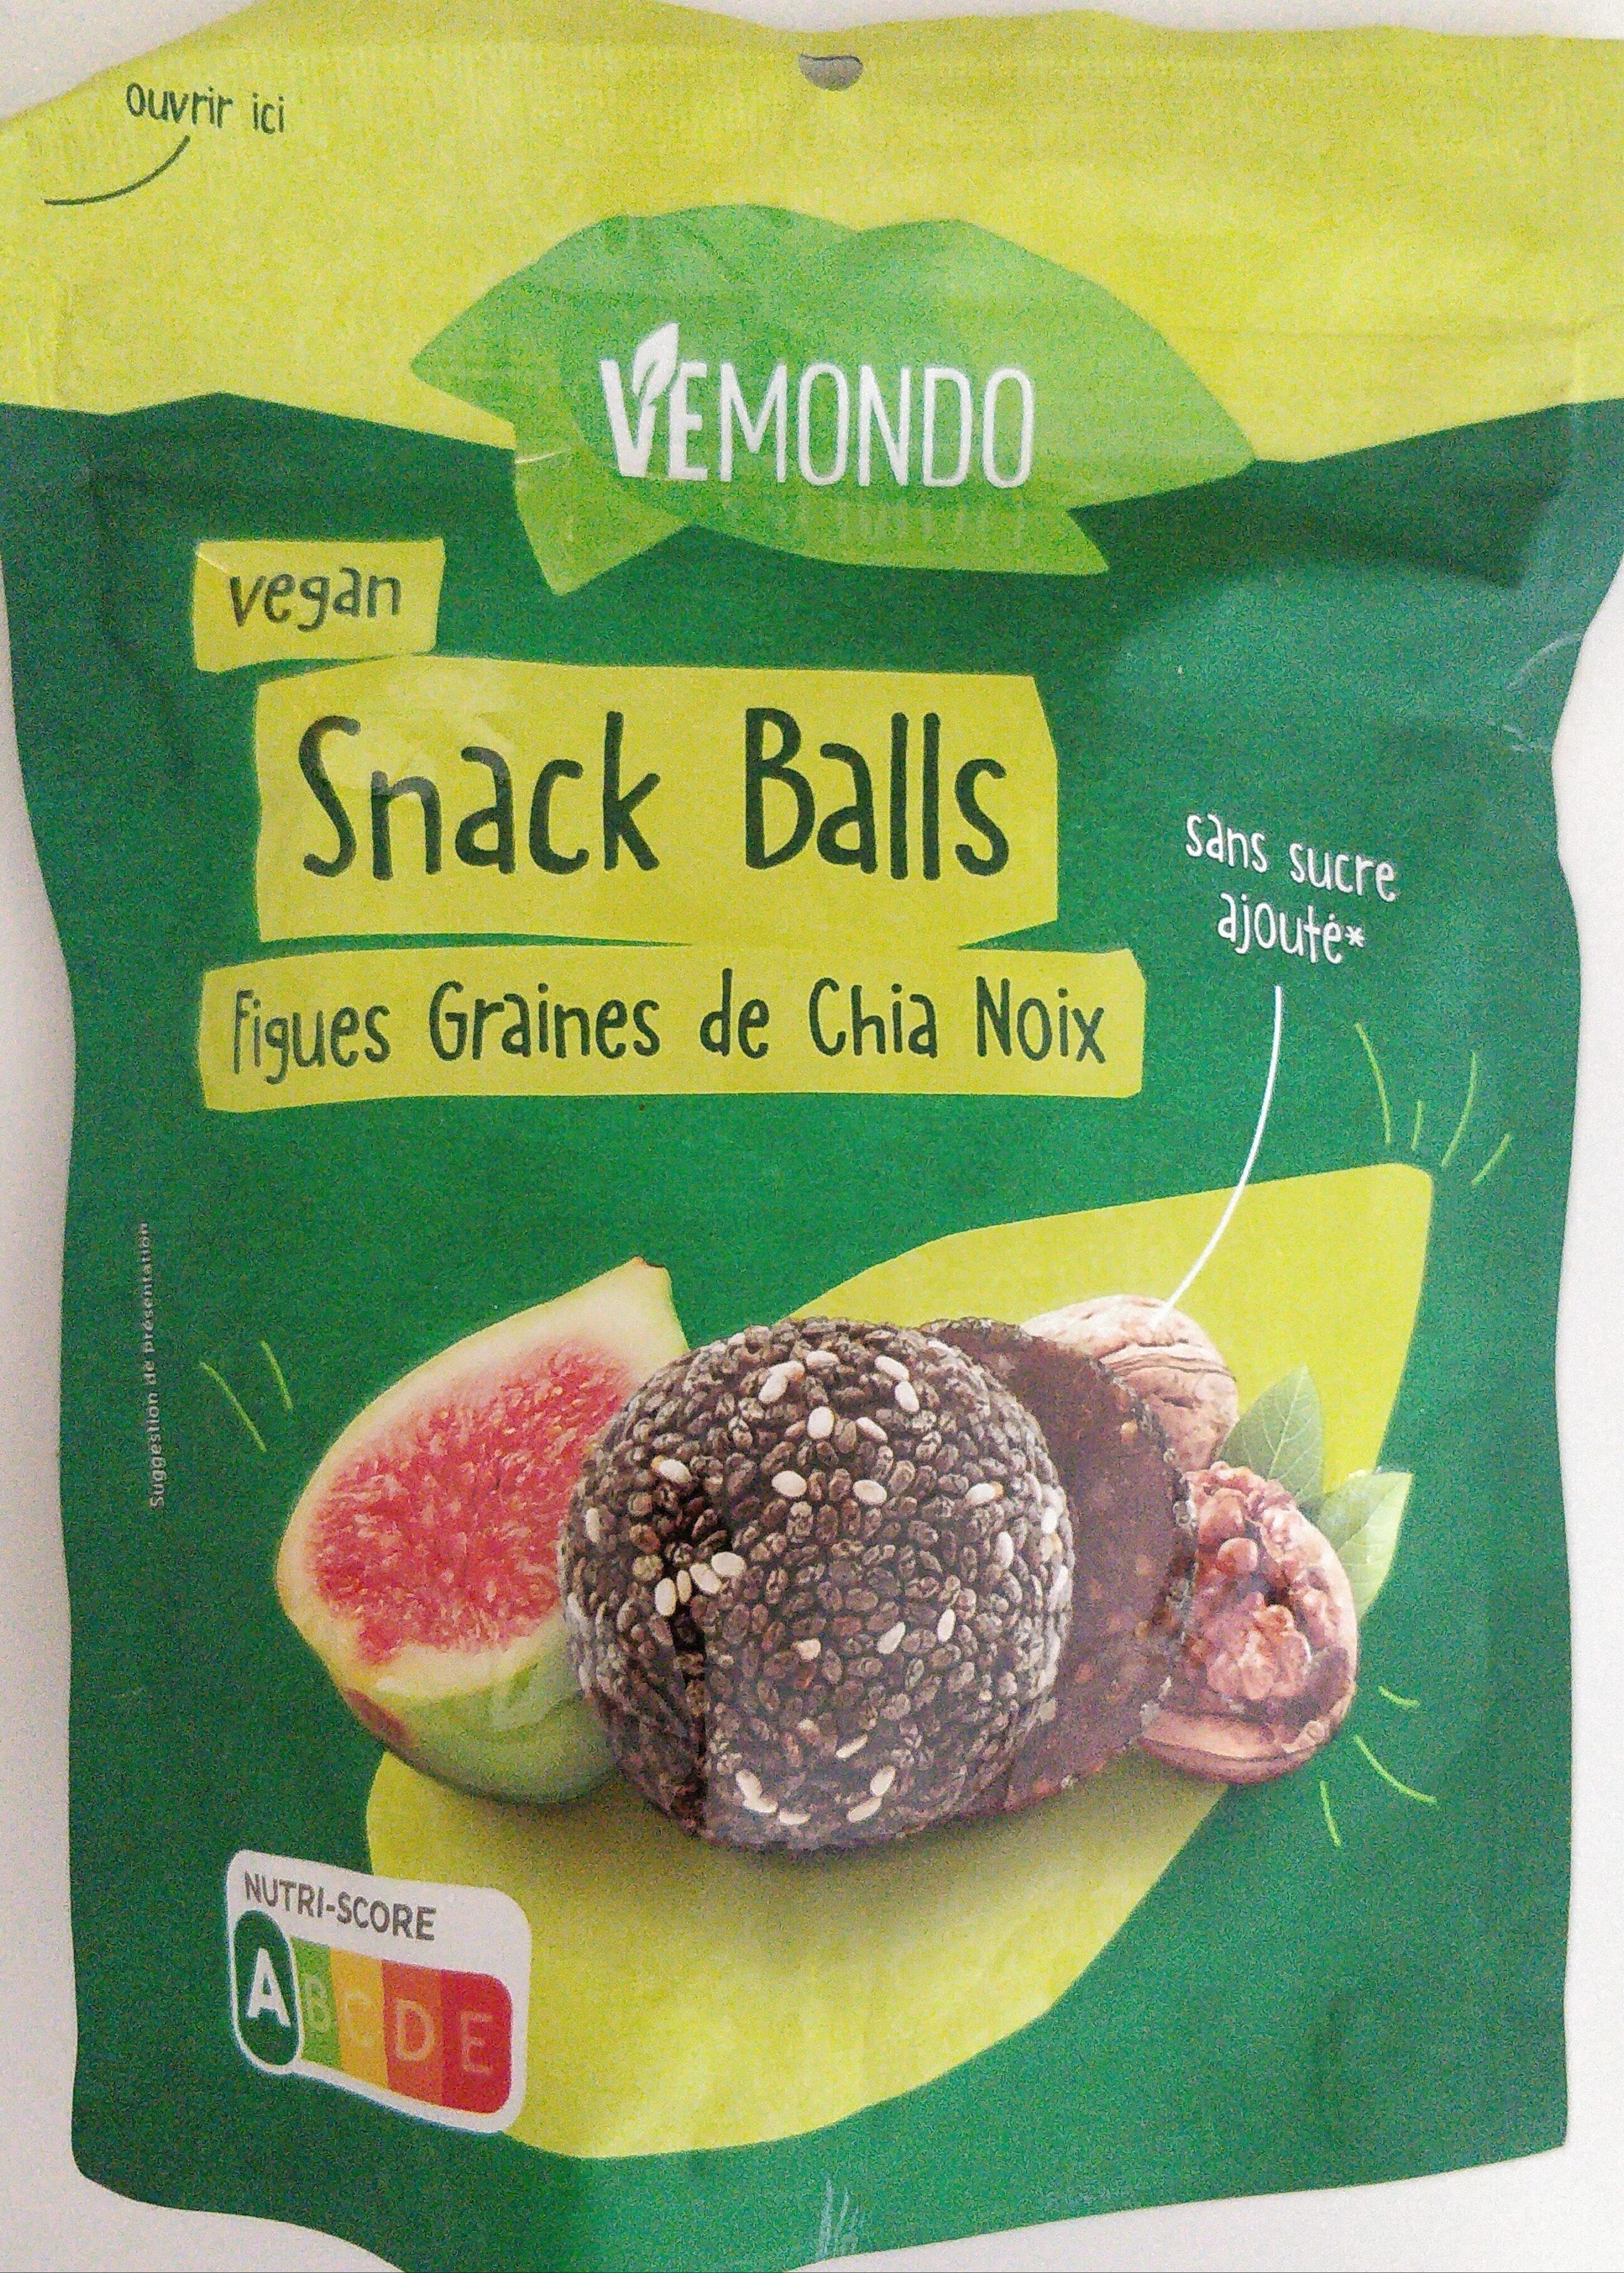 ouvrir ici
VEMONDO
vegan
Snack Balls
Figues Graines de Chia Noix
sans sucre
ajouté*
Suggestion de présentation
NUTRI-SCORE
A B C D E